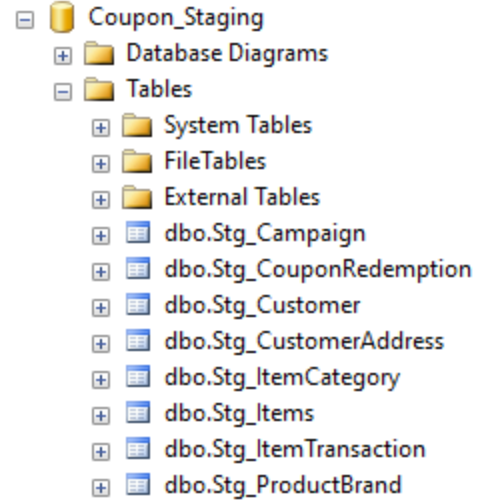 Coupon_Staging
Database Diagrams
Tables
System Tables
FileTables
External Tables
dbo.Stg_Campaign
dbo.Stg_CouponRedemption
dbo.Stg_Customer
dbo.Stg_CustomerAddress
dbo.Stg_ItemCategory
dbo.Stg_Items
dbo.Stg_ItemTransaction
dbo.Stg_ProductBrand